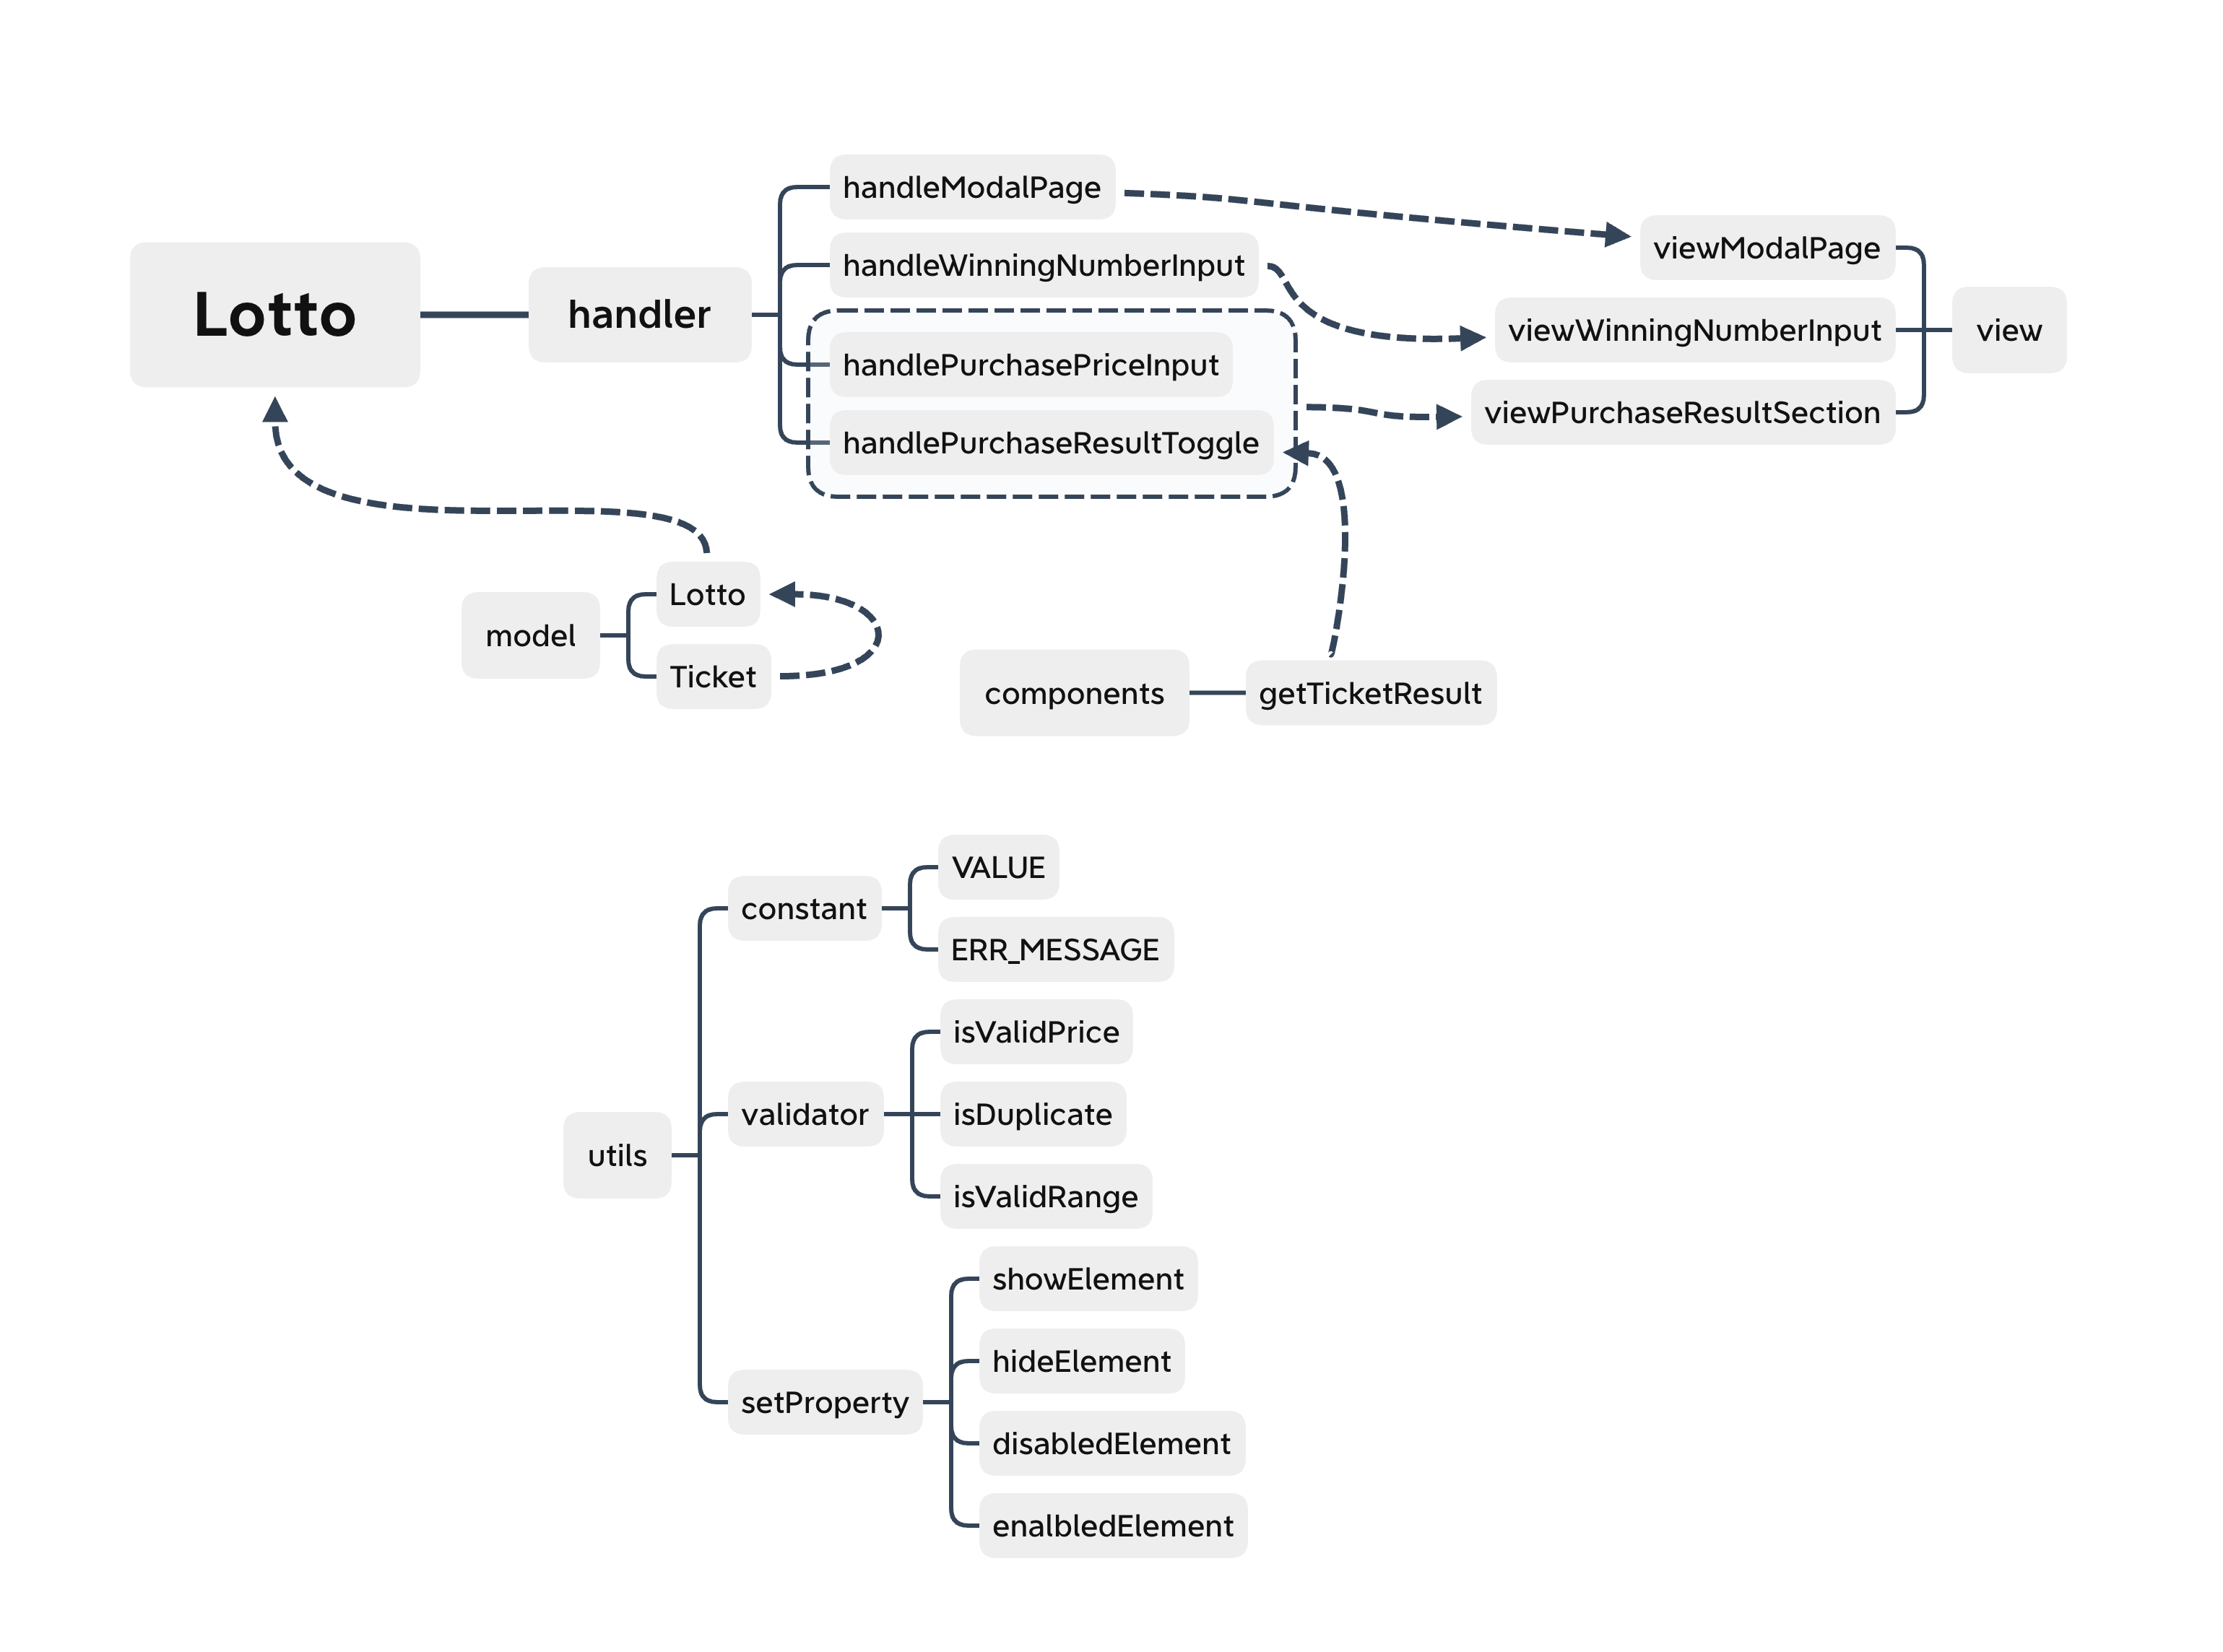 Lotto
handler
handleModalPage
handleWinningNumberInput
handlePurchasePriceInput
handlePurchaseResultToggle
viewModalPage
viewWinningNumberInput
viewPurchaseResultSection
view
model
Lotto
Ticket
components
getTicketResult
utils
constant
VALUE
ERR_MESSAGE
validator
isValidPrice
isDuplicate
isValidRange
setProperty
showElement
hideElement
disabledElement
enalbledElement